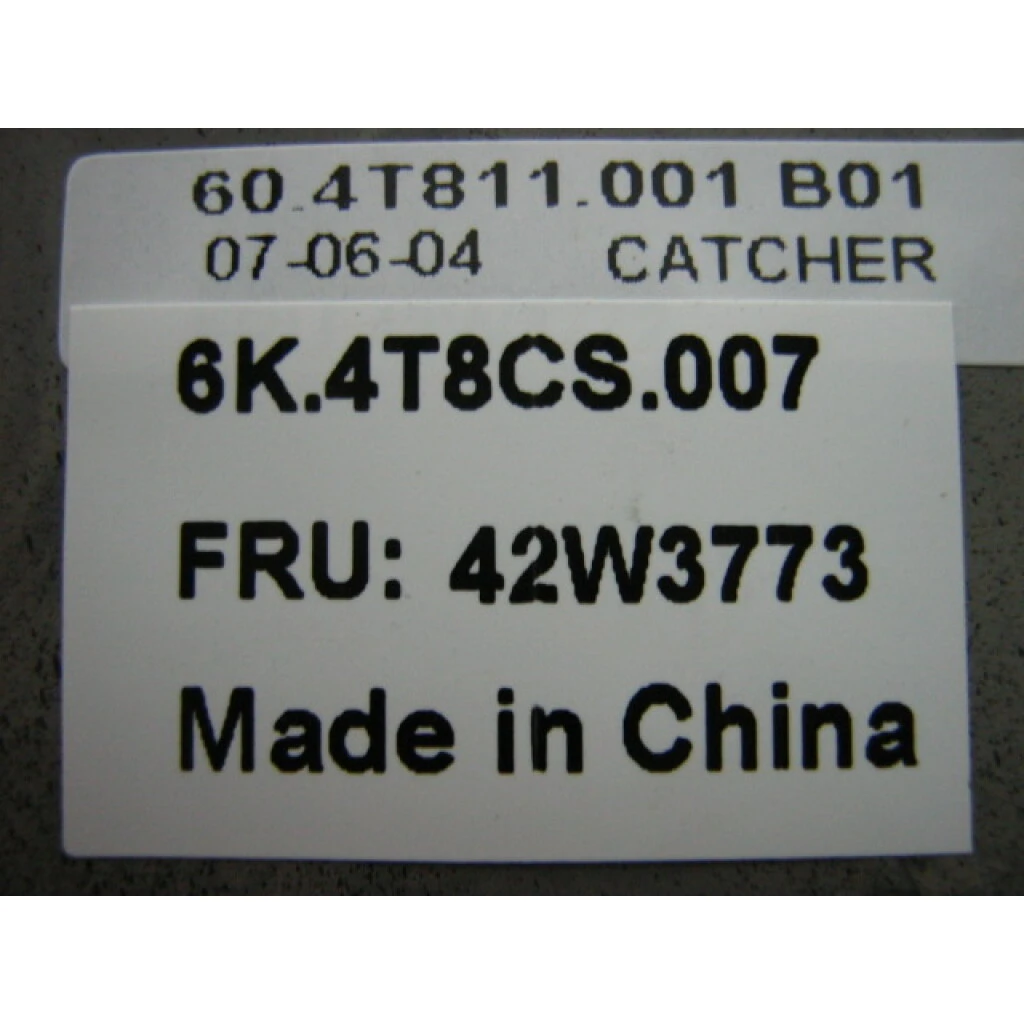 60.4T811.001 B01
07-06-04 CATCHER
6K.4T8CS.007
FRU: 42W3773
Made in China